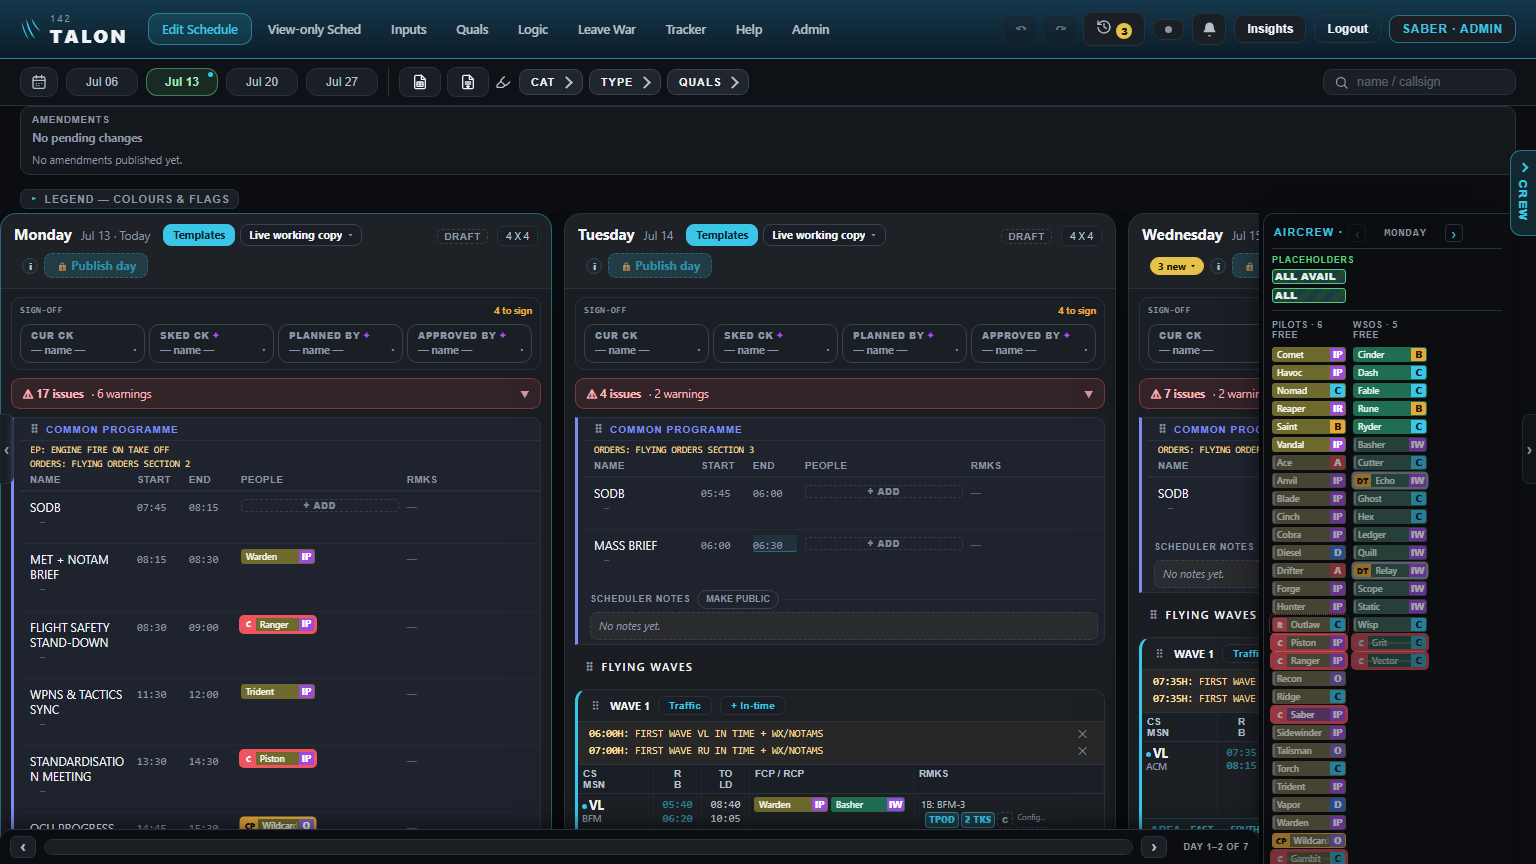 142
TALON
Edit Schedule
View-only Sched
Inputs
Quals
Logic
Leave War
Tracker
Help
Admin
3
Insights
Logout
SABER · ADMIN
Jul 06
Jul 13
Jul 20
Jul 27
CAT
TYPE
QUALS
name / callsign
AMENDMENTS
No pending changes
No amendments published yet.
LEGEND — COLOURS & FLAGS
CREW
Monday Jul 13 · Today
Templates
Live working copy
DRAFT
4 X 4
Publish day
SIGN-OFF
4 to sign
CUR CK
— name —
SKED CK
— name —
PLANNED BY
— name —
APPROVED BY
— name —
17 issues · 6 warnings
COMMON PROGRAMME
EP: ENGINE FIRE ON TAKE OFF
ORDERS: FLYING ORDERS SECTION 2
NAME START END PEOPLE RMKS
SODB 07:45 08:15 + ADD —
–
MET + NOTAM BRIEF 08:15 08:30 Warden IP —
–
FLIGHT SAFETY STAND-DOWN 08:30 09:00 C Ranger IP —
–
WPNS & TACTICS SYNC 11:30 12:00 Trident IP —
–
STANDARDISATION MEETING 13:30 14:30 C Piston IP —
–
OCU PROGRESS 14:45 15:30 CP Wildcard O —
Tuesday Jul 14
Templates
Live working copy
DRAFT
4 X 4
Publish day
SIGN-OFF
4 to sign
CUR CK
— name —
SKED CK
— name —
PLANNED BY
— name —
APPROVED BY
— name —
4 issues · 2 warnings
COMMON PROGRAMME
ORDERS: FLYING ORDERS SECTION 3
NAME START END PEOPLE RMKS
SODB 05:45 06:00 + ADD —
–
MASS BRIEF 06:00 06:30 + ADD —
–
SCHEDULER NOTES
MAKE PUBLIC
No notes yet.
FLYING WAVES
WAVE 1
Traffic
+ In-time
06:00H: FIRST WAVE VL IN TIME + WX/NOTAMS
07:00H: FIRST WAVE RU IN TIME + WX/NOTAMS
CS R TO FCP / RCP RMKS
MSN B LD
VL 05:40 08:40 Warden IP Basher IW 1B: BFM-3
BFM 06:20 10:05 TPOD 2 TKS C Config...
Wednesday Jul 15
3 new
SIGN-OFF
CUR CK
— name —
7 issues · 2 warnin
COMMON PROG
ORDERS: FLYING ORDE
NAME
SODB
–
SCHEDULER NOTES
No notes yet.
FLYING WAVES
WAVE 1
Traffi
07:35H: FIRST WAVE
07:35H: FIRST WAVE
CS R
MSN B
VL 07:35
ACM 08:15
AREA EAST SOUTH
AIRCREW ·
MONDAY
PLACEHOLDERS
ALL AVAIL
ALL
PILOTS · 6 FREE
WSOS · 5 FREE
Comet IP Cinder B
Havoc IP Dash C
Nomad C Fable C
Reaper IR Rune B
Saint B Ryder C
Vandal IP Basher IW
Ace A Cutter C
Anvil IP DT Echo IW
Blade IP Ghost C
Cinch IP Hex C
Cobra IP Ledger IW
Diesel D Quill IW
Drifter A DT Relay IW
Forge IP Scope IW
Hunter IP Static IW
R Outlaw C Wisp C
C Piston IP C Grit C
C Ranger IP C Vector C
Recon O
Ridge C
C Saber IP
Sidewinder IP
Talisman O
Torch C
Trident IP
Vapor D
Warden IP
CP Wildcard O
C Gambit C
DAY 1–2 OF 7